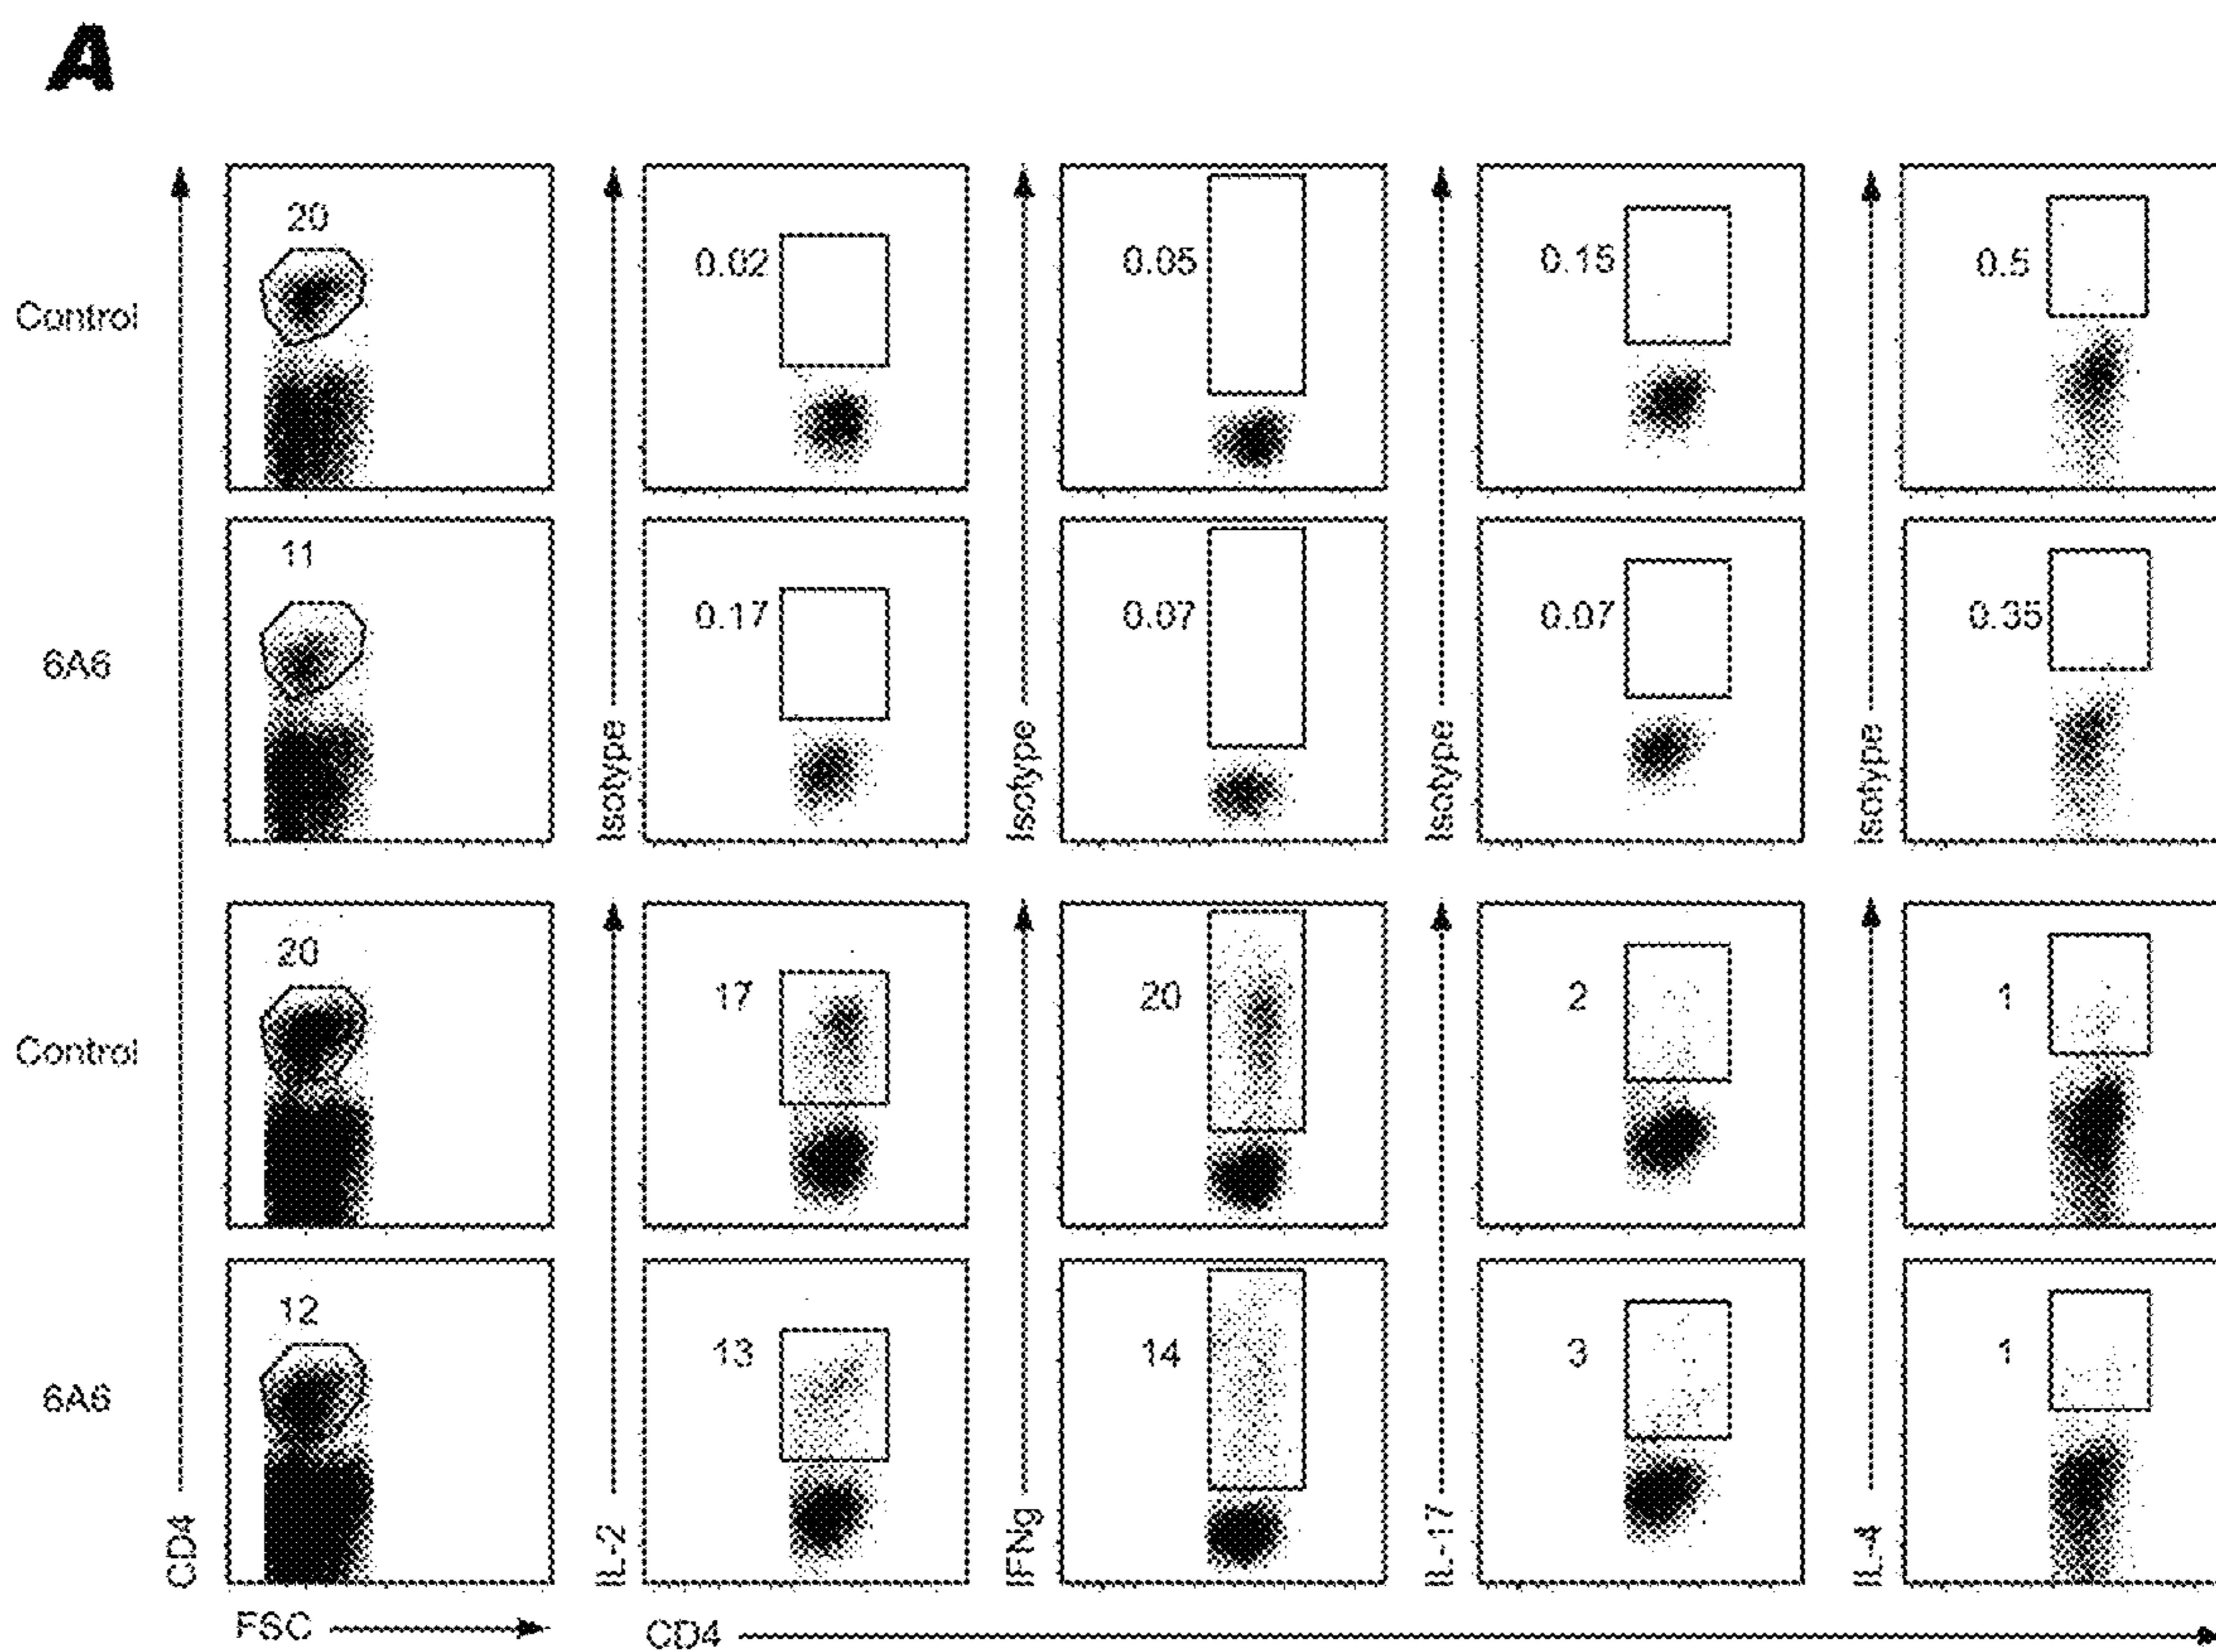 A
Control
20
0.02
0.05
0.15
0.5
6A6
11
0.17
0.07
0.07
0.35
Isotype
Isotype
Isotype
Isotype
Control
20
17
20
2
1
6A6
12
13
14
3
1
CD4
IL-2
IFNg
IL-17
IL-4
FSC
CD4